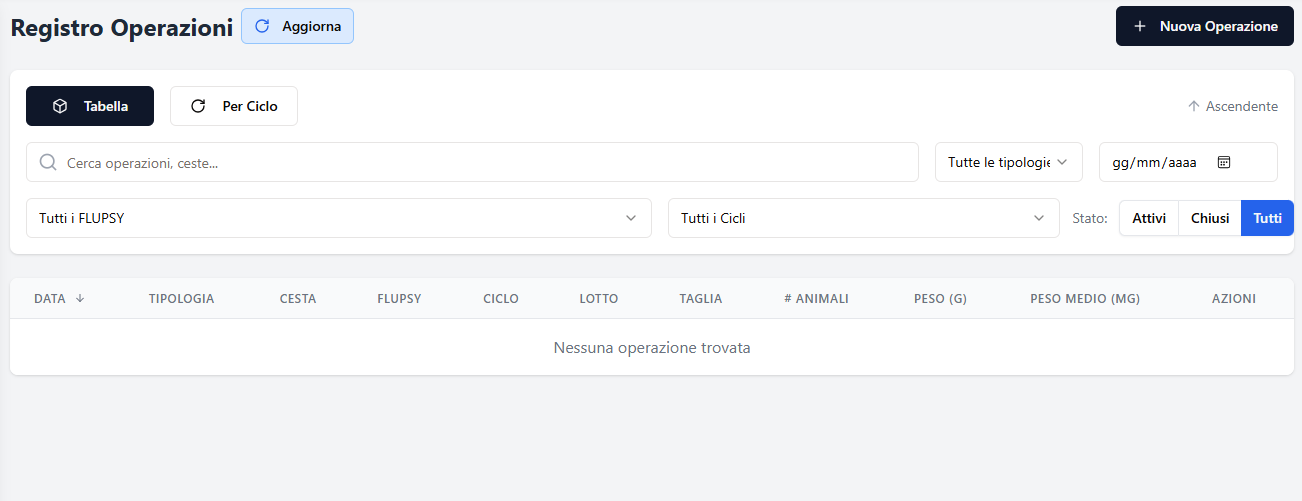 Registro Operazioni
Aggiorna
Nuova Operazione
Tabella
Per Ciclo
Ascendente
Cerca operazioni, ceste...
Tutte le tipologie
gg/mm/aaaa
Tutti i FLUPSY
Tutti i Cicli
Stato:
Attivi
Chiusi
Tutti
DATA TIPOLOGIA CESTA FLUPSY CICLO LOTTO TAGLIA # ANIMALI PESO (G) PESO MEDIO (MG) AZIONI
Nessuna operazione trovata